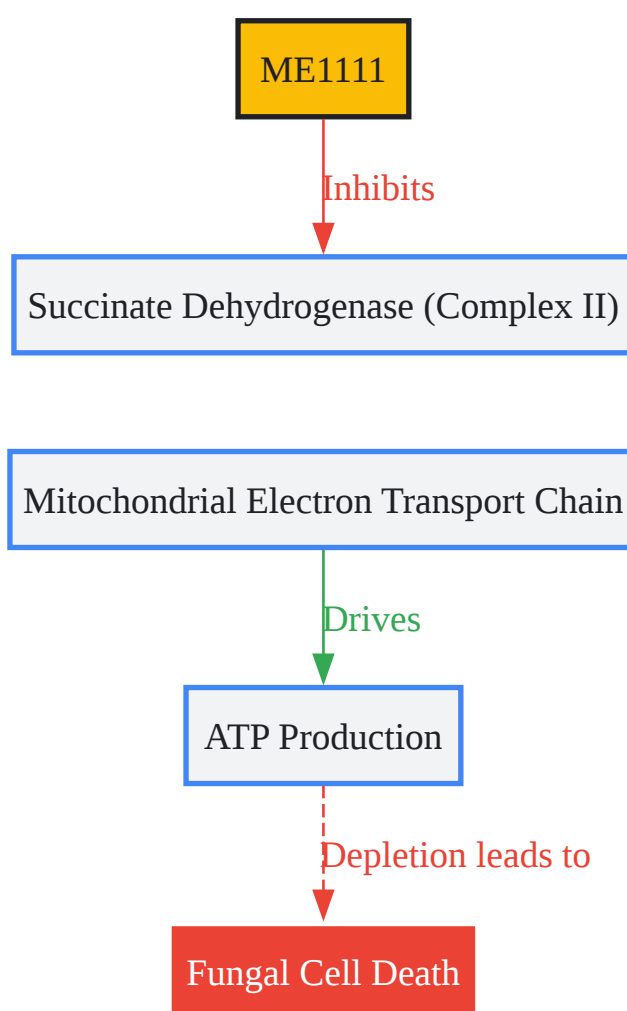 ME1111
Inhibits
Succinate Dehydrogenase (Complex II)
Mitochondrial Electron Transport Chain
Drives
ATP Production
Depletion leads to
Fungal Cell Death